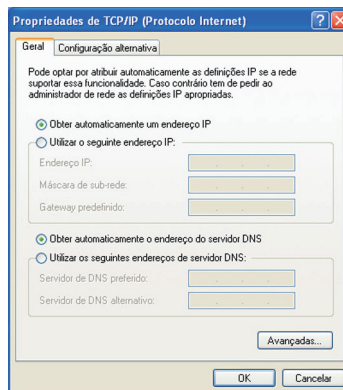 Propriedades de TCP/IP (Protocolo Internet)
Geral
Configuração alternativa
Pode optar por atribuir automaticamente as definições IP se a rede
suportar essa funcionalidade. Caso contrário tem de pedir ao
administrador de rede as definições IP apropriadas.
Obter automaticamente um endereço IP
Utilizar o seguinte endereço IP:
Endereço IP:
Máscara de sub-rede:
Gateway predefinido:
Obter automaticamente o endereço do servidor DNS
Utilizar os seguintes endereços de servidor DNS:
Servidor de DNS preferido:
Servidor de DNS alternativo:
Avançadas...
OK
Cancelar